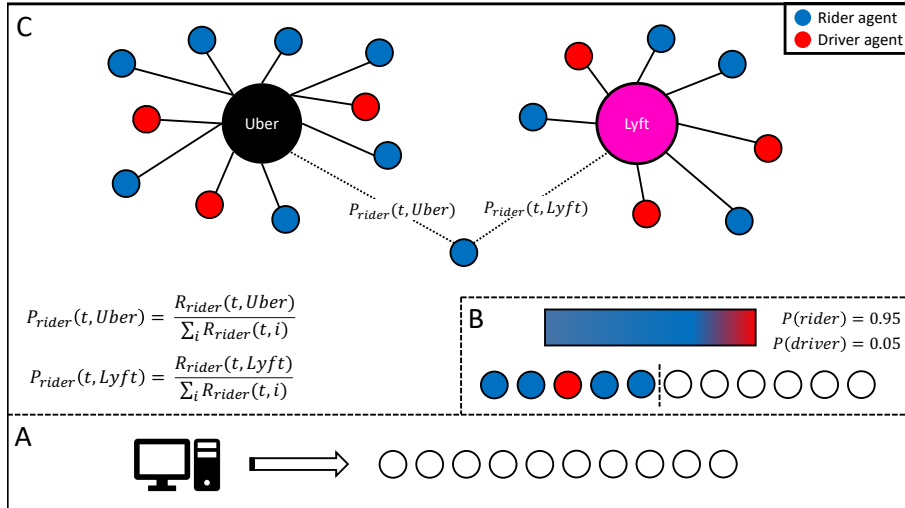 C
Rider agent
Driver agent
Uber
Lyft
P_rider(t, Uber)
P_rider(t, Lyft)
P_rider(t, Uber) = R_rider(t, Uber) / ∑_i R_rider(t, i)
P_rider(t, Lyft) = R_rider(t, Lyft) / ∑_i R_rider(t, i)
B
P(rider) = 0.95
P(driver) = 0.05
A